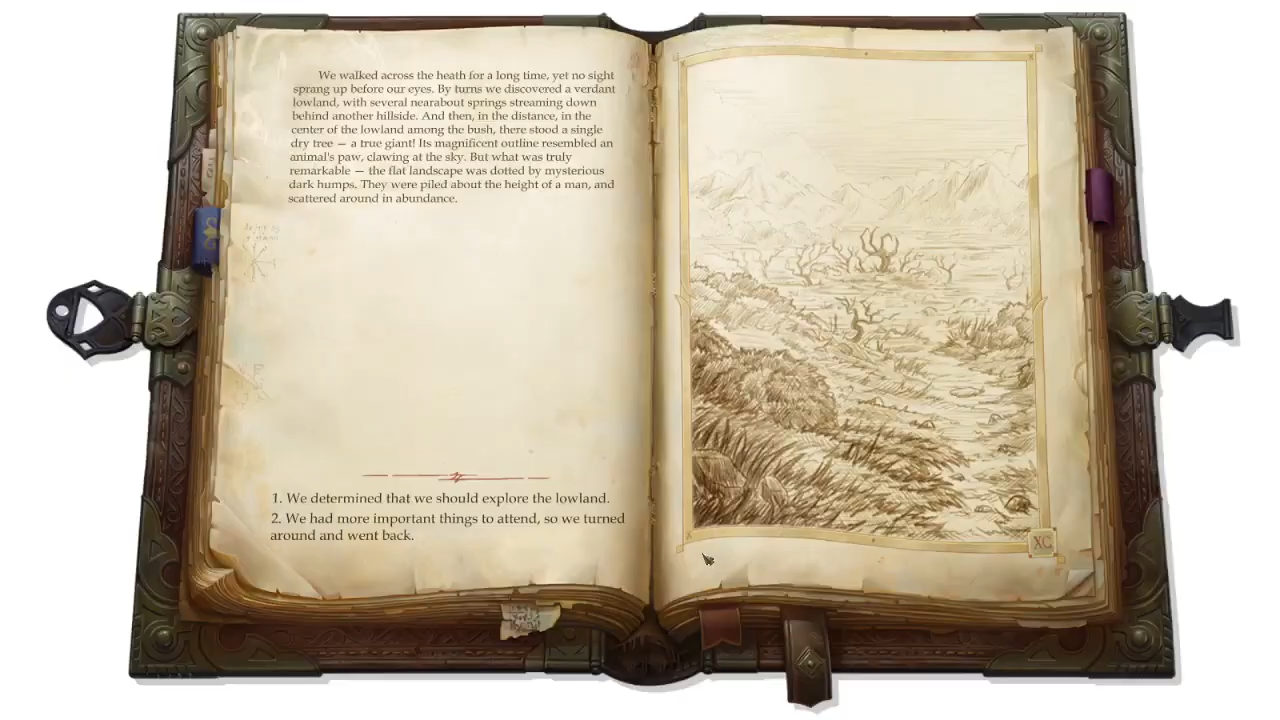 We walked across the heath for a long time, yet no sight
sprang up before our eyes. By turns we discovered a verdant
lowland, with several nearabout springs streaming down
behind another hillside. And then, in the distance, in the
center of the lowland among the bush, there stood a single
dry tree — a true giant! Its magnificent outline resembled an
animal's paw, clawing at the sky. But what was truly
remarkable — the flat landscape was dotted by mysterious
dark humps. They were piled about the height of a man, and
scattered around in abundance.
1. We determined that we should explore the lowland.
2. We had more important things to attend, so we turned
around and went back.
XC